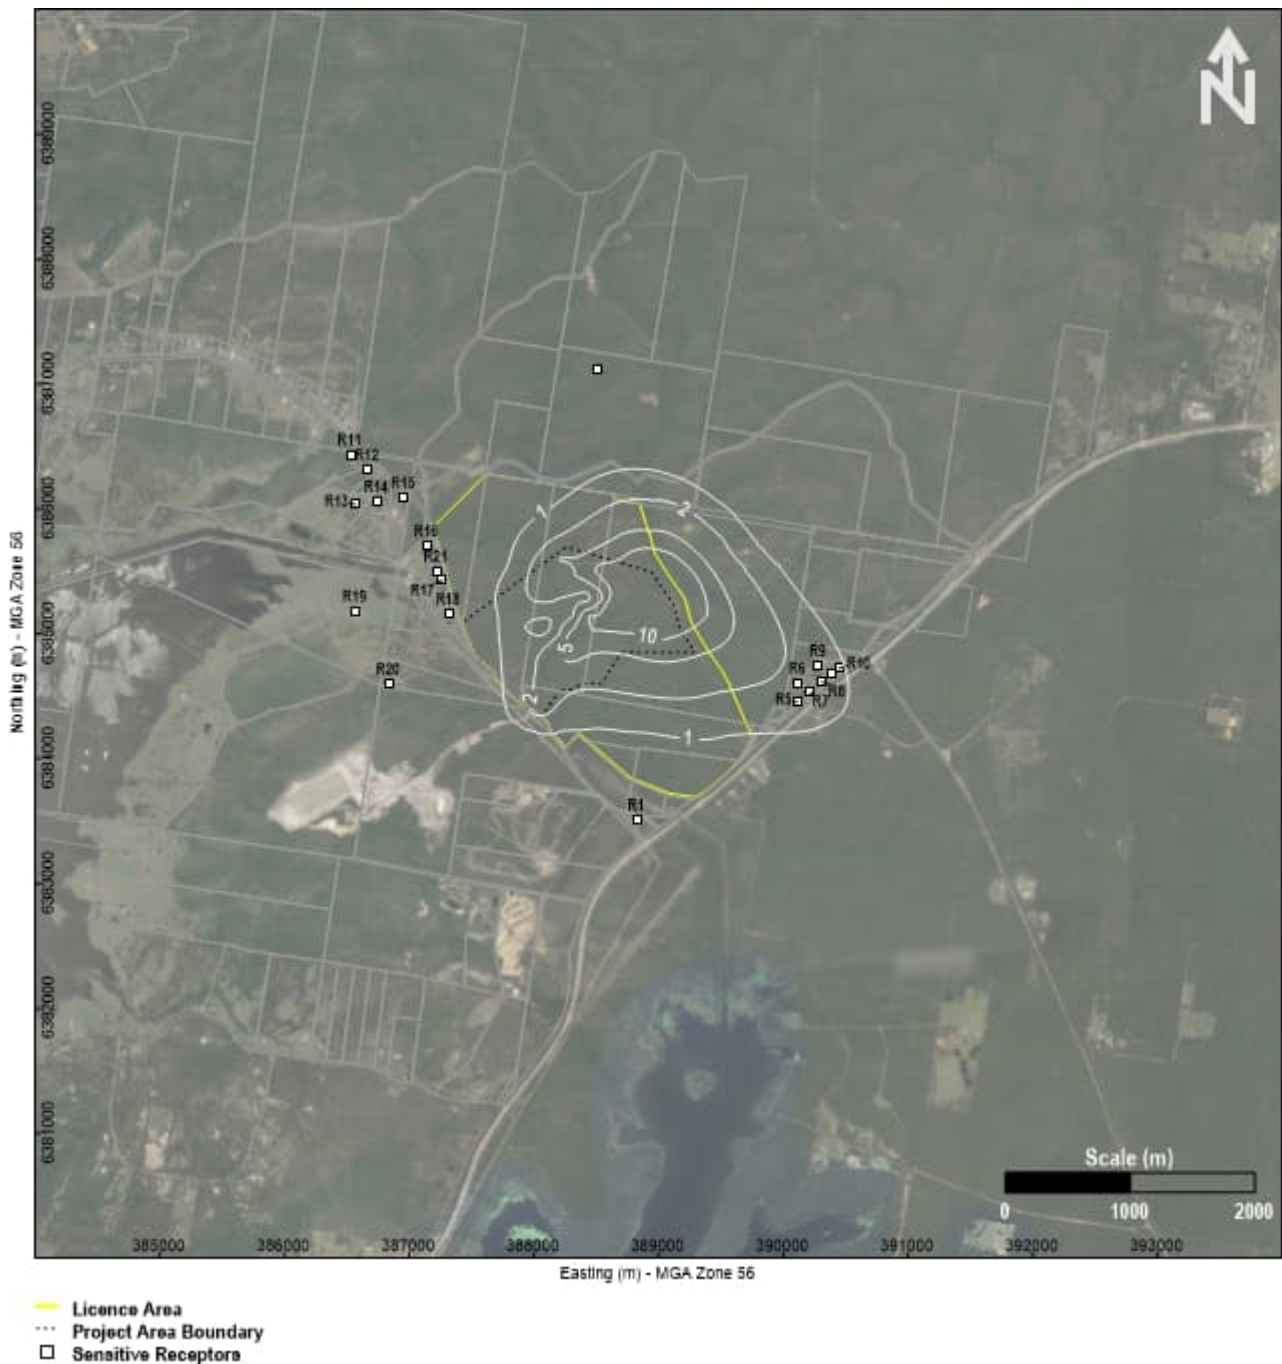 N
6389000
6388000
6387000
6386000
6385000
6384000
6383000
6382000
6381000
Northing (m) - MGA Zone 56
R11
R12
R13
R14
R15
R16
R21
R17
R18
R19
R20
1
2
10
5
2
1
R9
R10
R6
R8
R5
R7
R1
Scale (m)
0 1000 2000
385000 386000 387000 388000 389000 390000 391000 392000 393000
Easting (m) - MGA Zone 56
Licence Area
Project Area Boundary
Sensitive Receptors